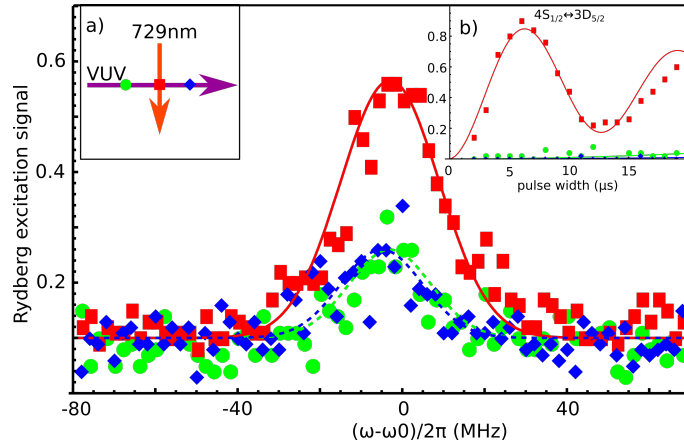 a)
729nm
VUV
b)
4S1/2↔3D5/2
0.8
0.6
0.4
0.2
5
10
15
pulse width (µs)
Rydberg excitation signal
0.6
0.4
0.2
-80
-40
0
40
(ω-ω0)/2π (MHz)